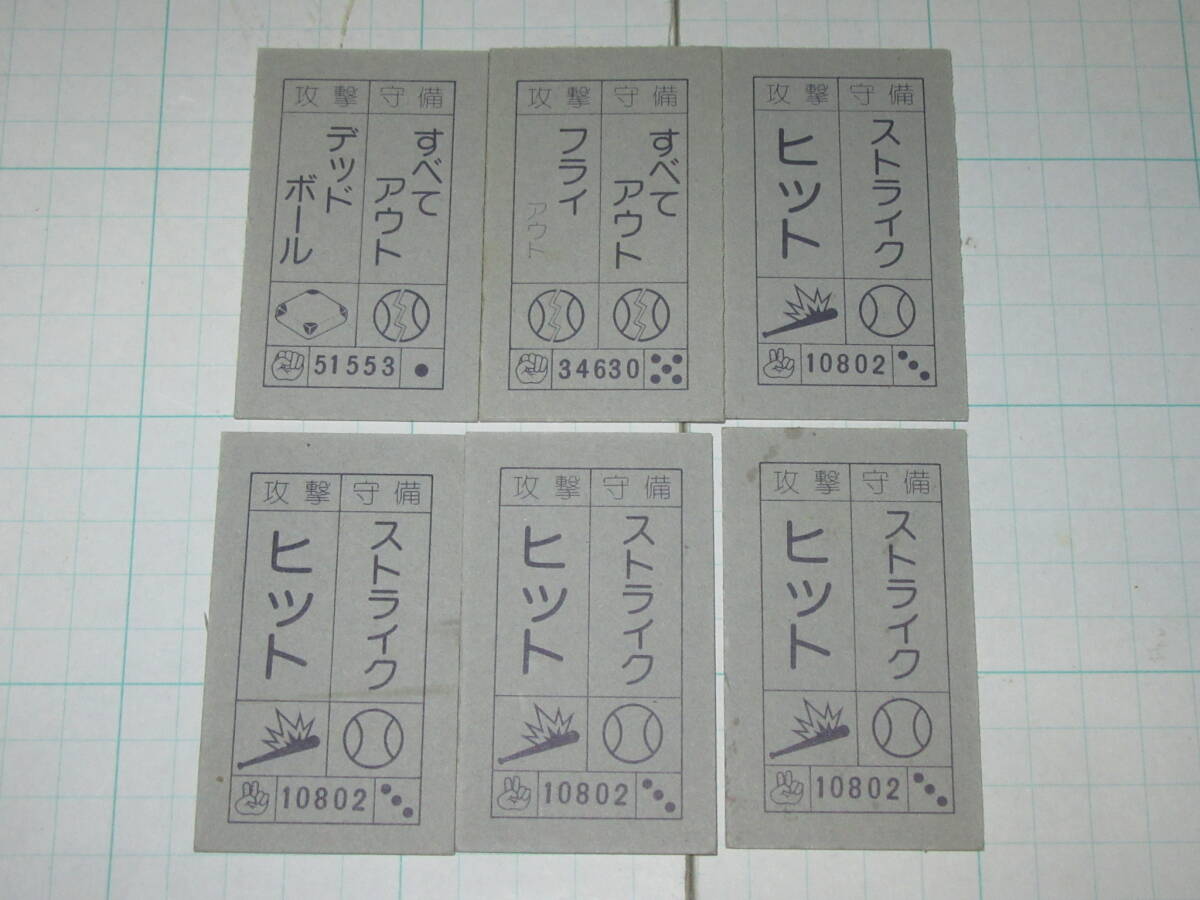 攻撃 守備
すべて
アウト
デッド
ボール
51553
攻撃 守備
すべて
アウト
フライ
アウト
34630
攻撃 守備
ストライク
ヒット
10802
攻撃 守備
ストライク
ヒット
10802
攻撃 守備
ストライク
ヒット
10802
攻撃 守備
ストライク
ヒット
10802